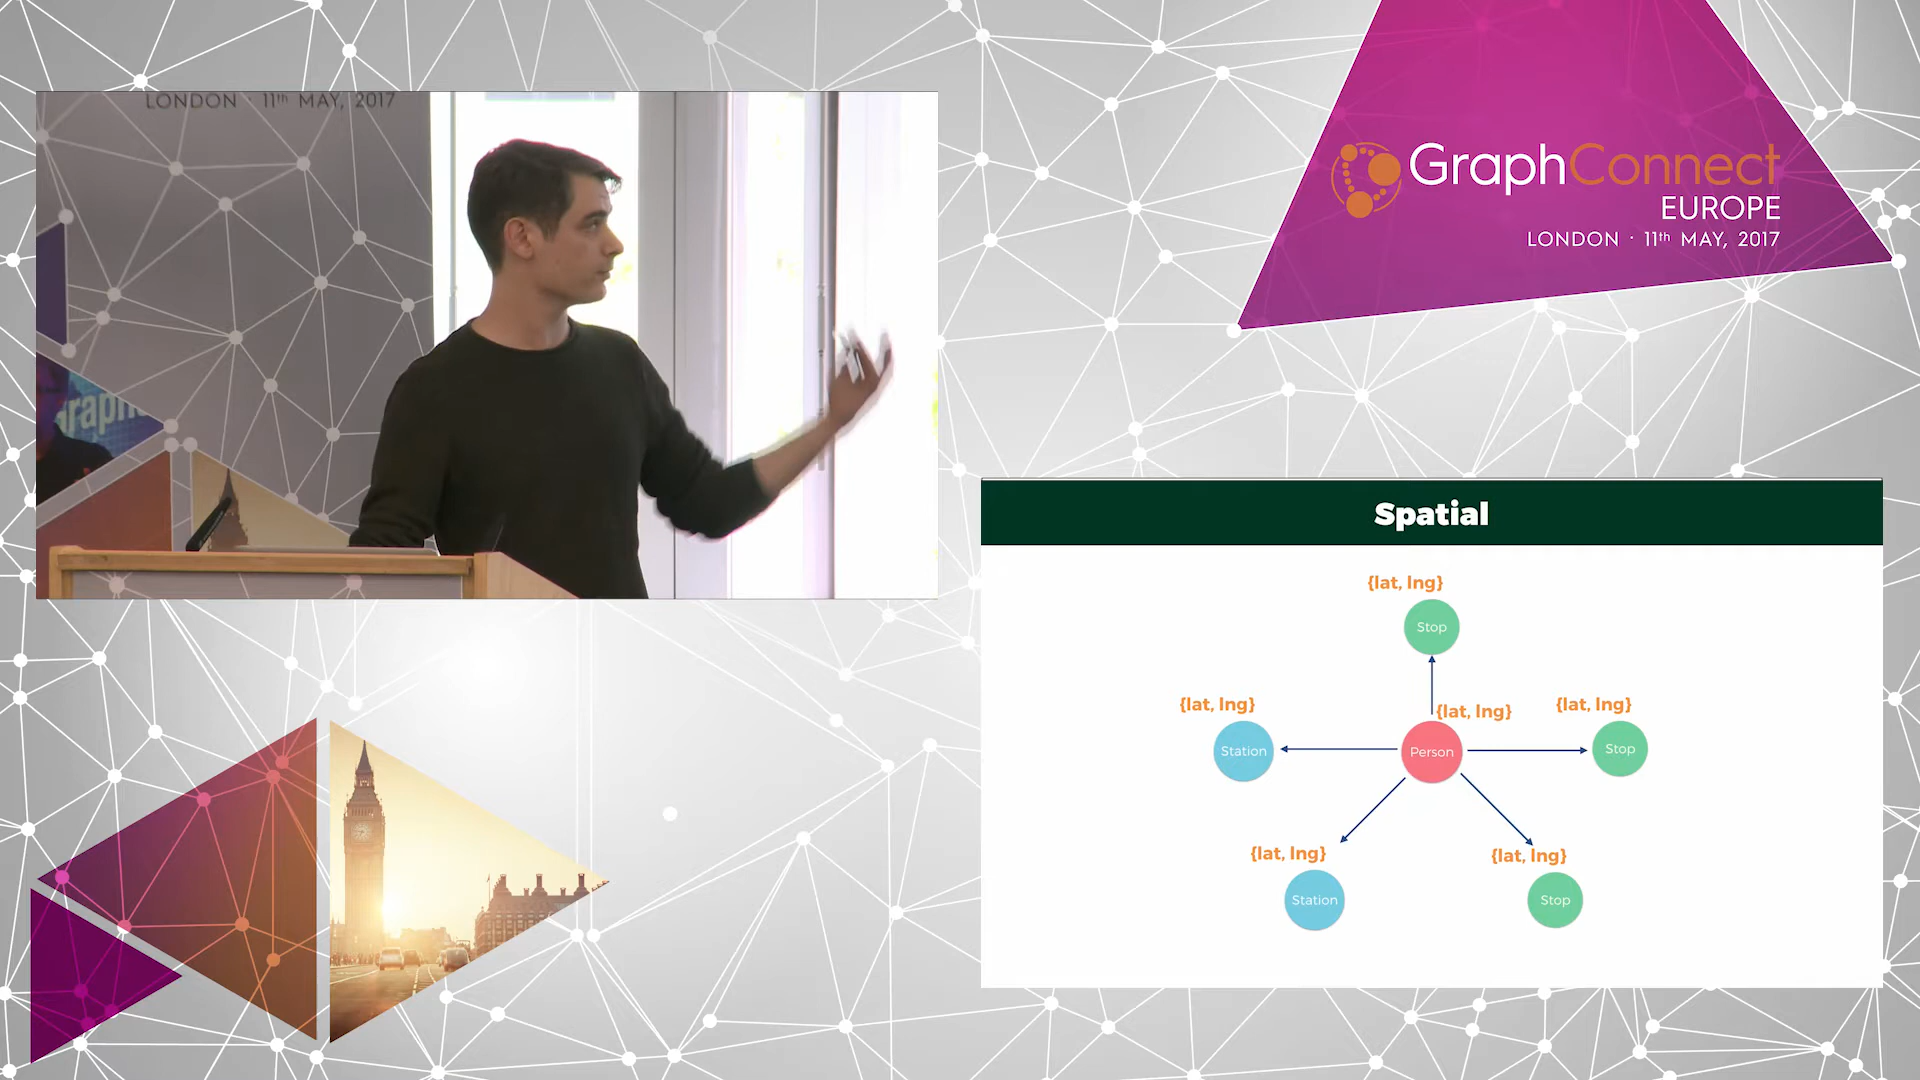 LONDON · 11th MAY, 2017
GraphConnect
EUROPE
LONDON · 11th MAY, 2017
Spatial
{lat, lng}
Stop
{lat, lng}
{lat, lng}
{lat, lng}
Station
Person
Stop
{lat, lng}
{lat, lng}
Station
Stop